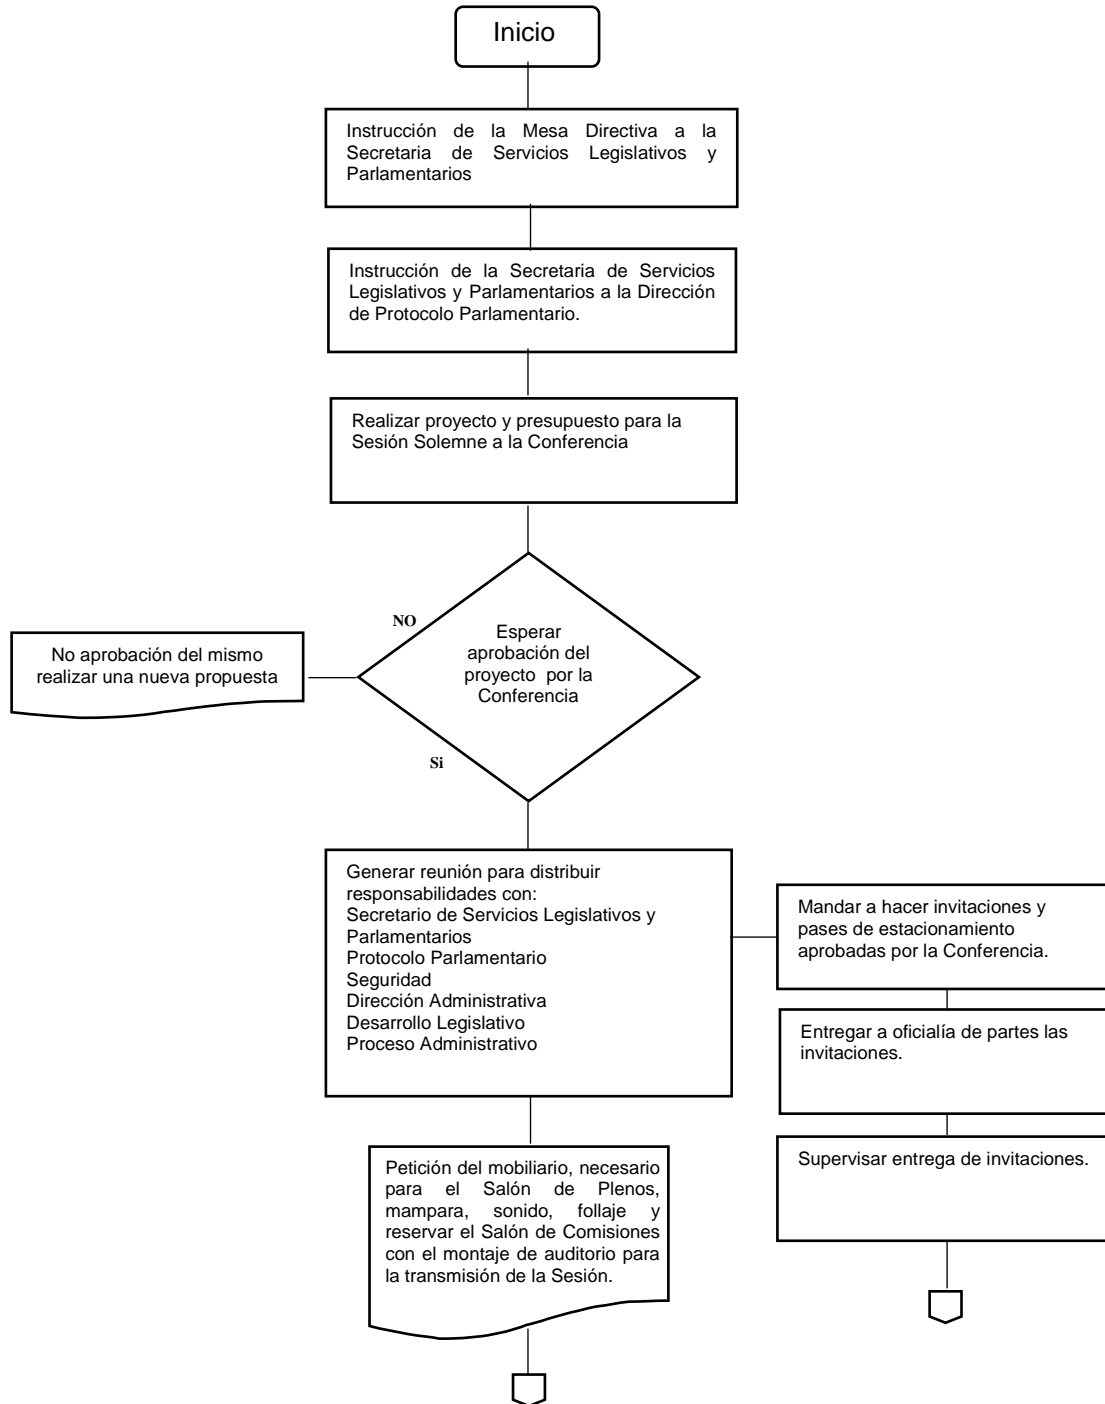 Inicio
Instrucción de la Mesa Directiva a la
Secretaria de Servicios Legislativos y
Parlamentarios
Instrucción de la Secretaria de Servicios
Legislativos y Parlamentarios a la Dirección
de Protocolo Parlamentario.
Realizar proyecto y presupuesto para la
Sesión Solemne a la Conferencia
NO
Esperar
aprobación del
proyecto por la
Conferencia
No aprobación del mismo
realizar una nueva propuesta
Si
Generar reunión para distribuir
responsabilidades con:
Secretario de Servicios Legislativos y
Parlamentarios
Protocolo Parlamentario
Seguridad
Dirección Administrativa
Desarrollo Legislativo
Proceso Administrativo
Mandar a hacer invitaciones y
pases de estacionamiento
aprobadas por la Conferencia.
Entregar a oficialía de partes las
invitaciones.
Supervisar entrega de invitaciones.
Petición del mobiliario, necesario
para el Salón de Plenos,
mampara, sonido, follaje y
reservar el Salón de Comisiones
con el montaje de auditorio para
la transmisión de la Sesión.